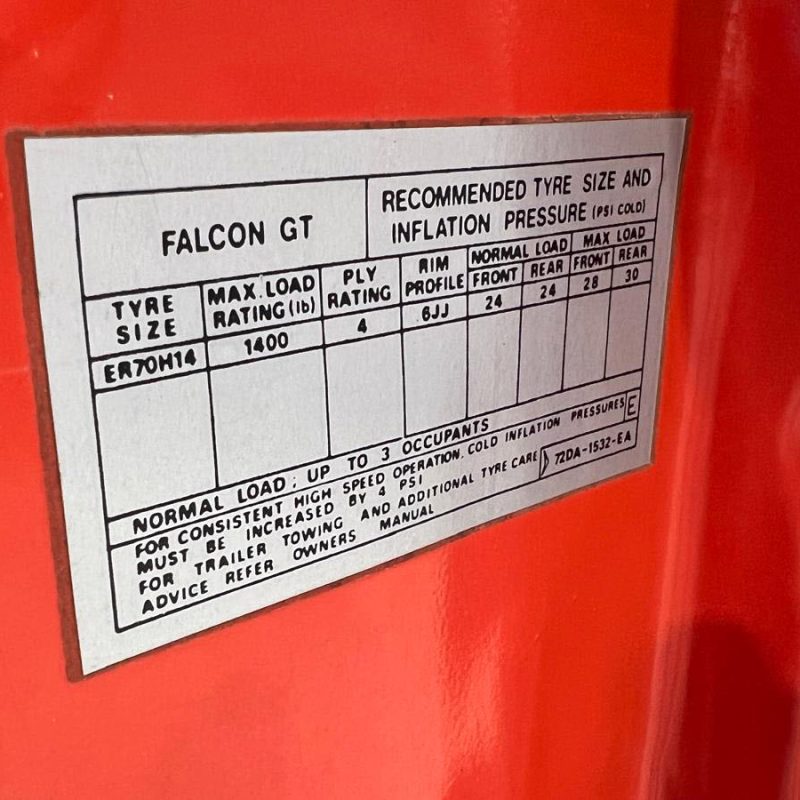 FALCON GT
RECOMMENDED TYRE SIZE AND
INFLATION PRESSURE (PSI COLD)
TYRE SIZE
MAX. LOAD RATING (lb)
PLY RATING
RIM PROFILE
NORMAL LOAD
FRONT REAR
MAX LOAD
FRONT REAR
ER70H14 1400 4 6JJ 24 24 28 30
NORMAL LOAD: UP TO 3 OCCUPANTS
FOR CONSISTENT HIGH SPEED OPERATION, COLD INFLATION PRESSURES
MUST BE INCREASED BY 4 PSI
FOR TRAILER TOWING AND ADDITIONAL TYRE CARE
ADVICE REFER OWNERS MANUAL
E
72DA-1532-EA